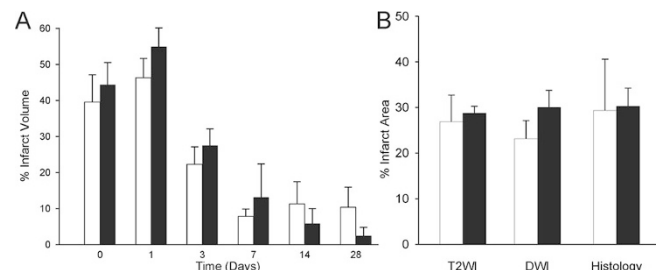 A
% Infarct Volume
60
50
40
30
20
10
0
0 1 3 7 14 28
Time (Days)
B
% Infarct Area
50
40
30
20
10
0
T2WI DWI Histology